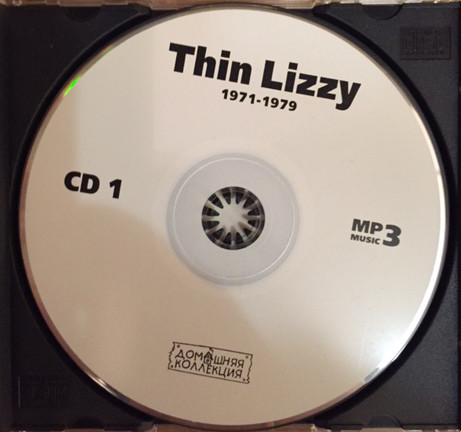 Thin Lizzy
1971-1979
CD 1
MP3
MUSIC
ДОМАШНЯЯ
КОЛЛЕКЦИЯ